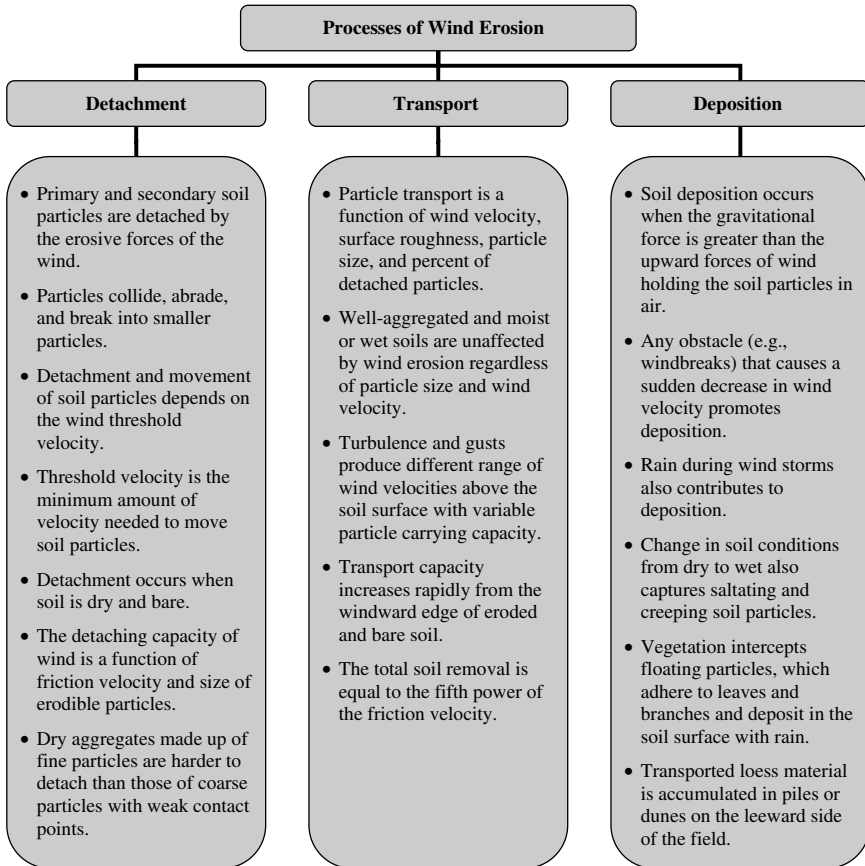 Processes of Wind Erosion
Detachment
Transport
Deposition
• Primary and secondary soil
particles are detached by
the erosive forces of the
wind.
• Particles collide, abrade,
and break into smaller
particles.
• Detachment and movement
of soil particles depends on
the wind threshold
velocity.
• Threshold velocity is the
minimum amount of
velocity needed to move
soil particles.
• Detachment occurs when
soil is dry and bare.
• The detaching capacity of
wind is a function of
friction velocity and size of
erodible particles.
• Dry aggregates made up of
fine particles are harder to
detach than those of coarse
particles with weak contact
points.
• Particle transport is a
function of wind velocity,
surface roughness, particle
size, and percent of
detached particles.
• Well-aggregated and moist
or wet soils are unaffected
by wind erosion regardless
of particle size and wind
velocity.
• Turbulence and gusts
produce different range of
wind velocities above the
soil surface with variable
particle carrying capacity.
• Transport capacity
increases rapidly from the
windward edge of eroded
and bare soil.
• The total soil removal is
equal to the fifth power of
the friction velocity.
• Soil deposition occurs
when the gravitational
force is greater than the
upward forces of wind
holding the soil particles in
air.
• Any obstacle (e.g.,
windbreaks) that causes a
sudden decrease in wind
velocity promotes
deposition.
• Rain during wind storms
also contributes to
deposition.
• Change in soil conditions
from dry to wet also
captures saltating and
creeping soil particles.
• Vegetation intercepts
floating particles, which
adhere to leaves and
branches and deposit in the
soil surface with rain.
• Transported loess material
is accumulated in piles or
dunes on the leeward side
of the field.